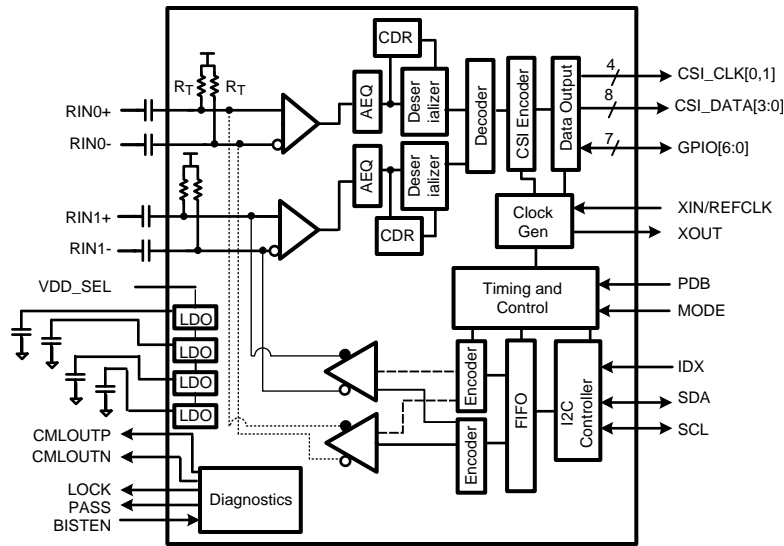 CDR
4
CSI_CLK[0,1]
RT
RT
AEQ
Deser
ializer
Decoder
CSI Encoder
Data Output
8
CSI_DATA[3:0]
RIN0+
RIN0-
7
GPIO[6:0]
AEQ
Deser
ializer
RIN1+
RIN1-
CDR
Clock
Gen
XIN/REFCLK
XOUT
VDD_SEL
Timing and
Control
PDB
MODE
LDO
LDO
LDO
LDO
Encoder
FIFO
I2C
Controller
IDX
SDA
SCL
Encoder
CMLOUTP
CMLOUTN
LOCK
PASS
BISTEN
Diagnostics